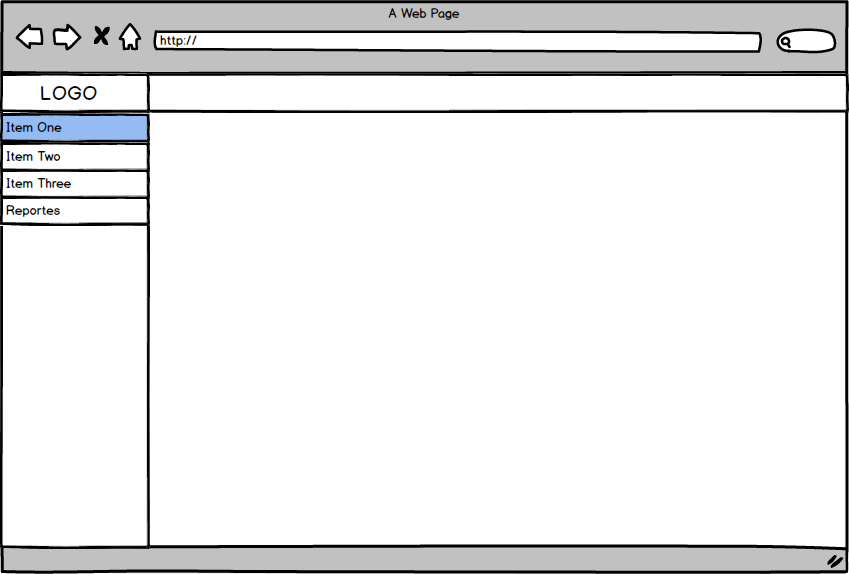 A Web Page
http://
LOGO
Item One
Item Two
Item Three
Reportes